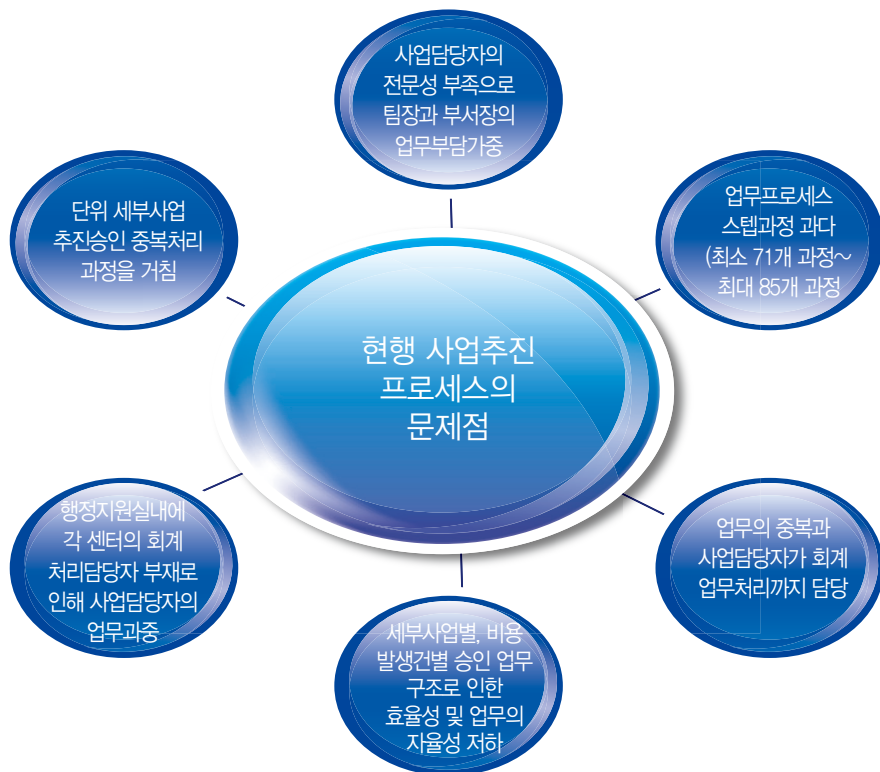 사업담당자의
전문성 부족으로
팀장과 부서장의
업무부담가중
단위 세부사업
추진승인 중복처리
과정을 거침
업무프로세스
스텝과정 과다
(최소 71개 과정~
최대 85개 과정
현행 사업추진
프로세스의
문제점
행정지원실내에
각 센터의 회계
처리담당자 부재로
인해 사업담당자의
업무과중
업무의 중복과
사업담당자가 회계
업무처리까지 담당
세부사업별, 비용
발생건별 승인 업무
구조로 인한
효율성 및 업무의
자율성 저하